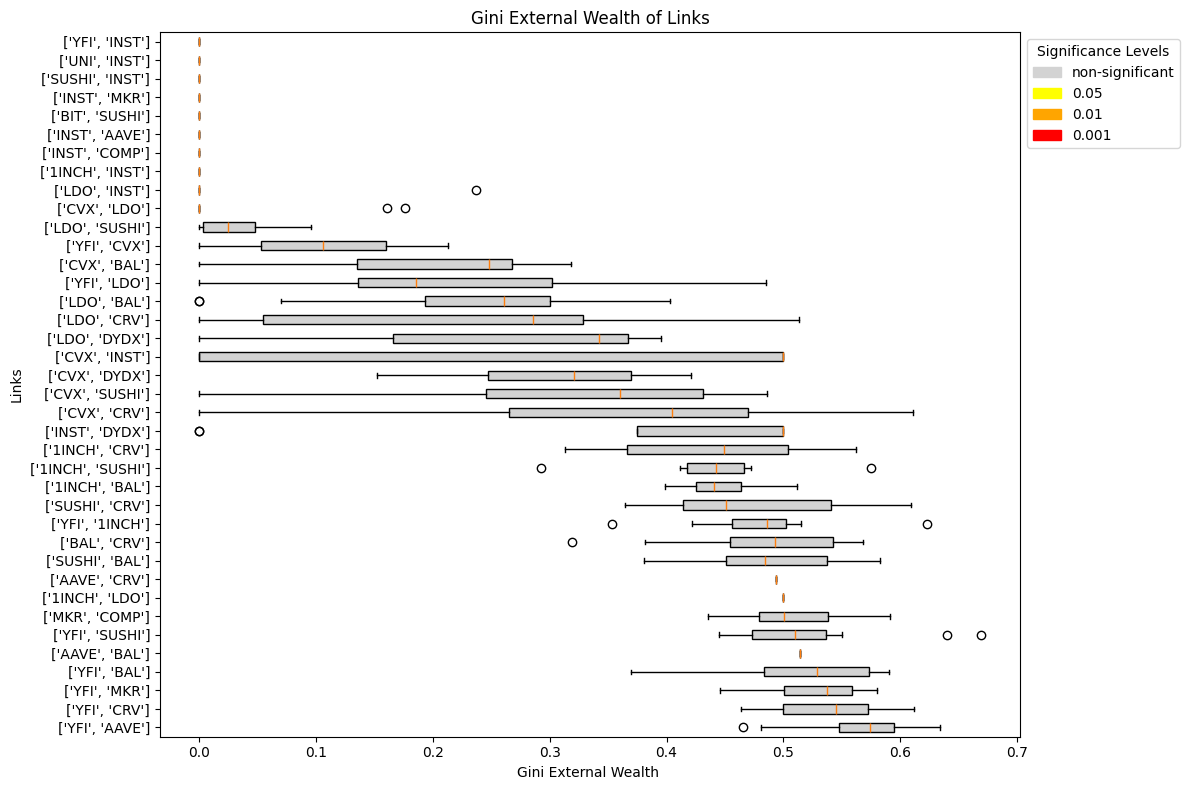 Gini External Wealth of Links
['YFI', 'INST']
['UNI', 'INST']
['SUSHI', 'INST']
['INST', 'MKR']
['BIT', 'SUSHI']
['INST', 'AAVE']
['INST', 'COMP']
['1INCH', 'INST']
['LDO', 'INST']
['CVX', 'LDO']
['LDO', 'SUSHI']
['YFI', 'CVX']
['CVX', 'BAL']
['YFI', 'LDO']
['LDO', 'BAL']
['LDO', 'CRV']
['LDO', 'DYDX']
['CVX', 'INST']
['CVX', 'DYDX']
['CVX', 'SUSHI']
['CVX', 'CRV']
['INST', 'DYDX']
['1INCH', 'CRV']
['1INCH', 'SUSHI']
['1INCH', 'BAL']
['SUSHI', 'CRV']
['YFI', '1INCH']
['BAL', 'CRV']
['SUSHI', 'BAL']
['AAVE', 'CRV']
['1INCH', 'LDO']
['MKR', 'COMP']
['YFI', 'SUSHI']
['AAVE', 'BAL']
['YFI', 'BAL']
['YFI', 'MKR']
['YFI', 'CRV']
['YFI', 'AAVE']
Links
0.0 0.1 0.2 0.3 0.4 0.5 0.6 0.7
Gini External Wealth
Significance Levels
non-significant
0.05
0.01
0.001